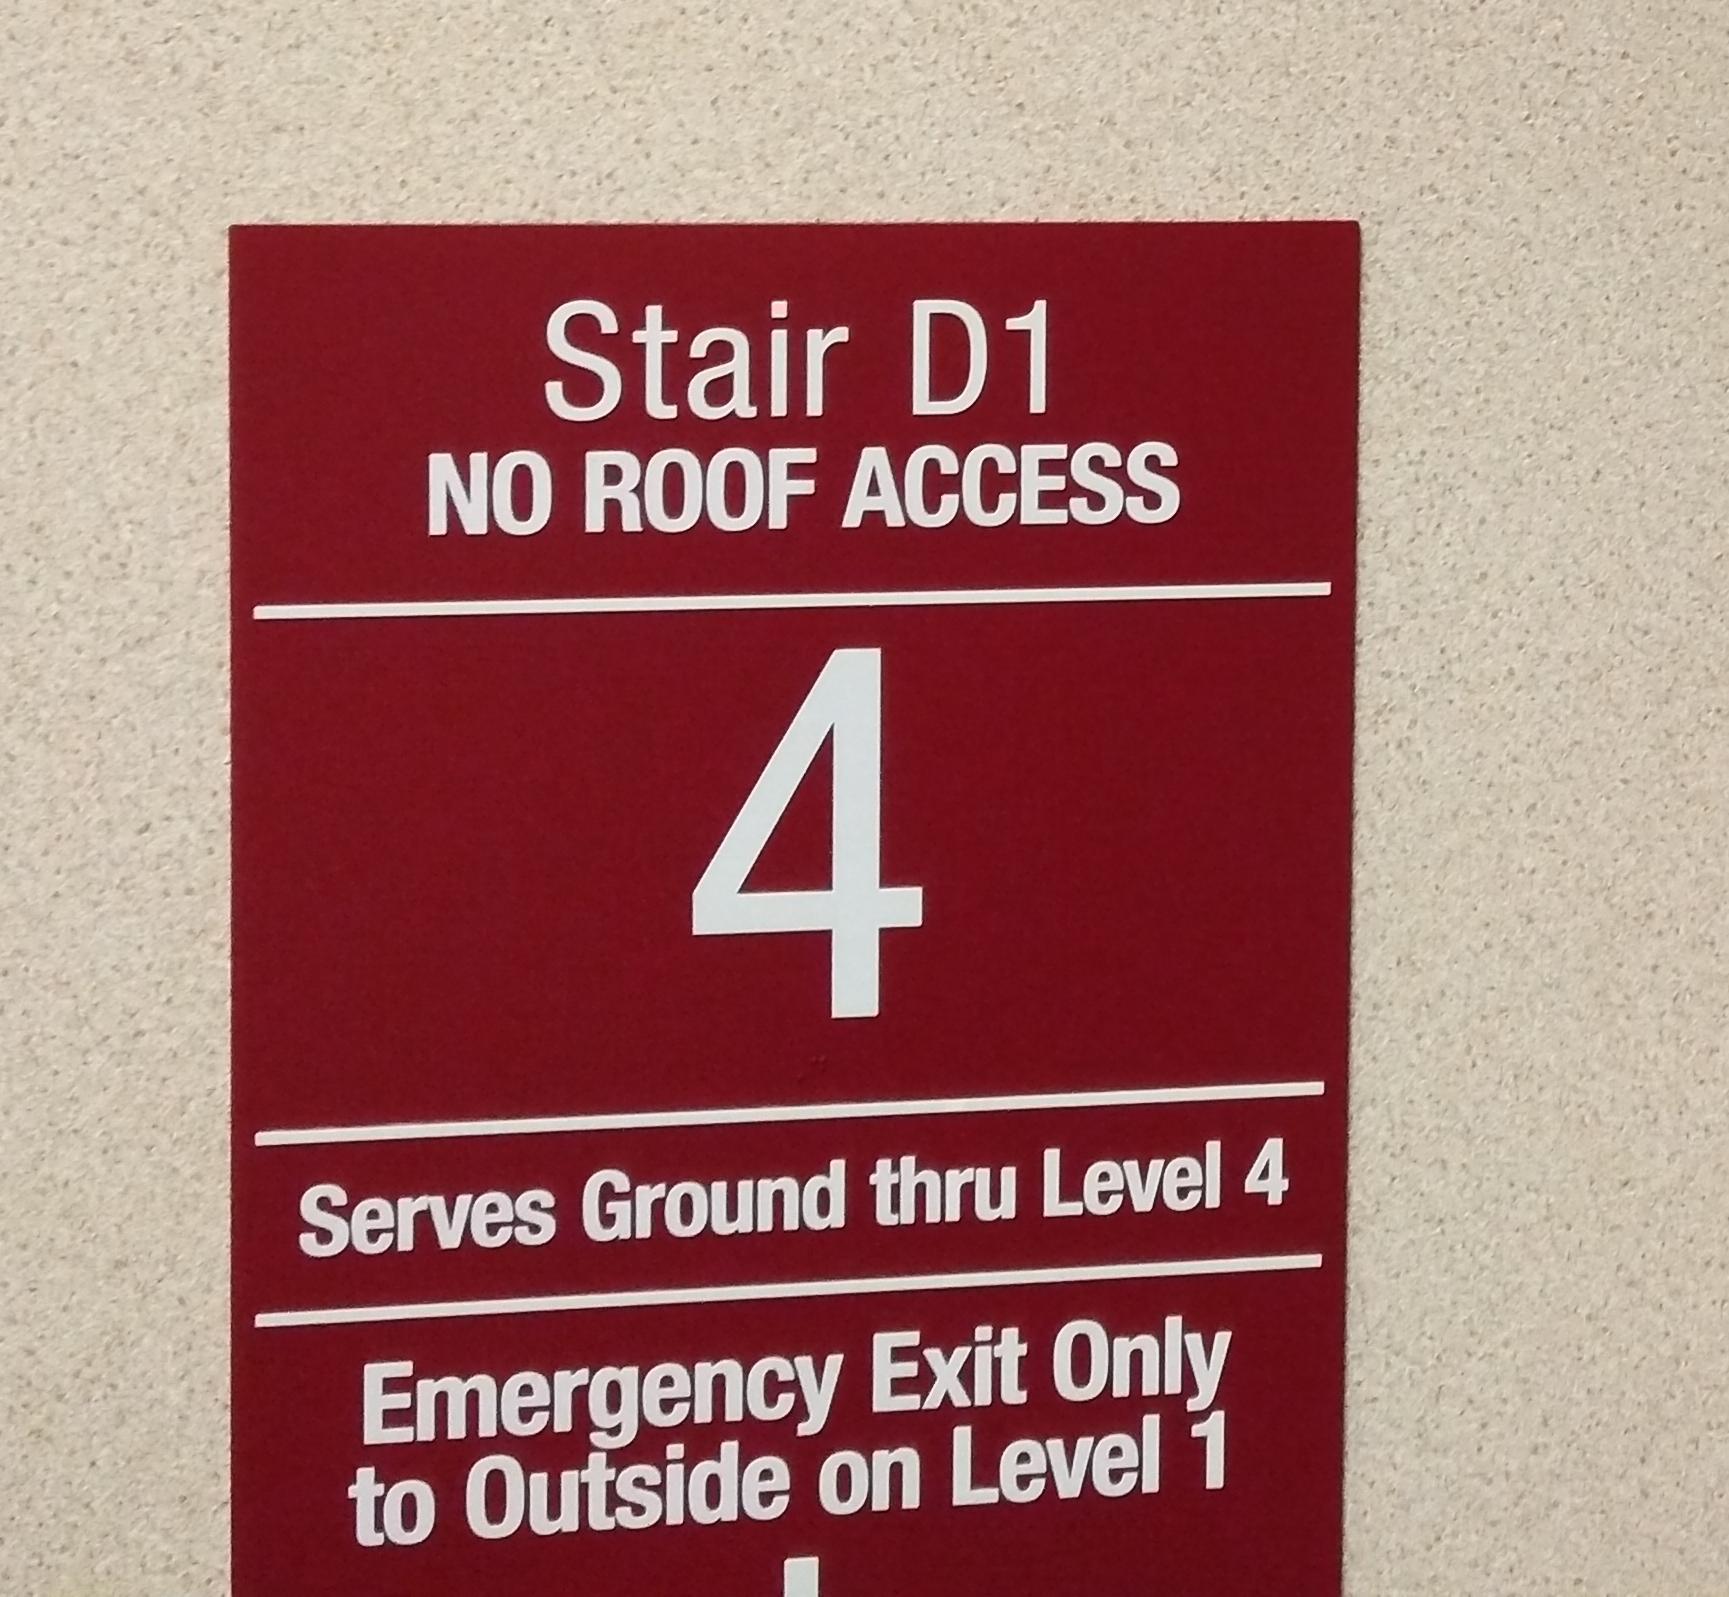 Stair D1
NO ROOF ACCESS
4
Serves Ground thru Level 4
Emergency Exit Only
to Outside on Level 1